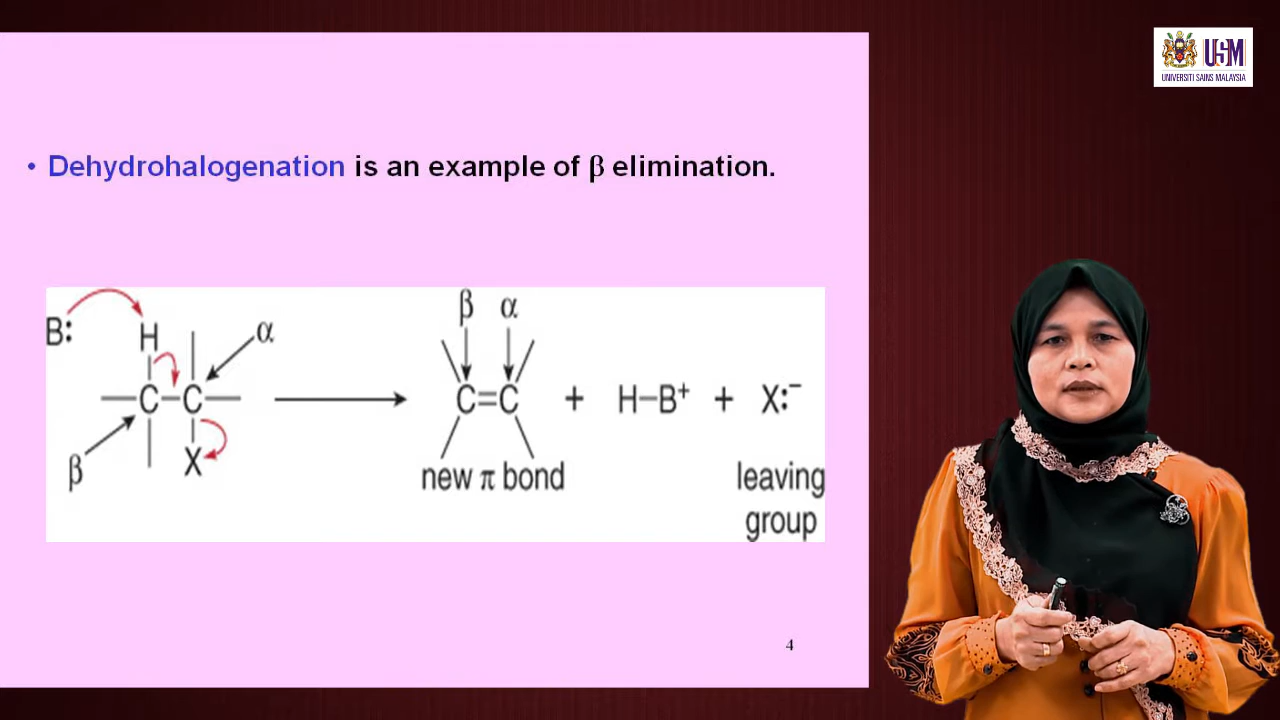 • Dehydrohalogenation is an example of β elimination.
B:
H
α
—C—C—
β
X
β α
C=C + H–B⁺ + X:⁻
new π bond
leaving
group
4
USM
UNIVERSITI SAINS MALAYSIA